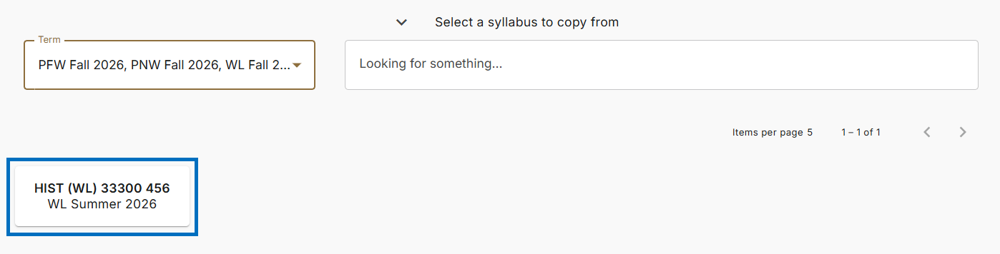 Select a syllabus to copy from
Term
PFW Fall 2026, PNW Fall 2026, WL Fall 2...
Looking for something...
Items per page 5
1 – 1 of 1
HIST (WL) 33300 456
WL Summer 2026